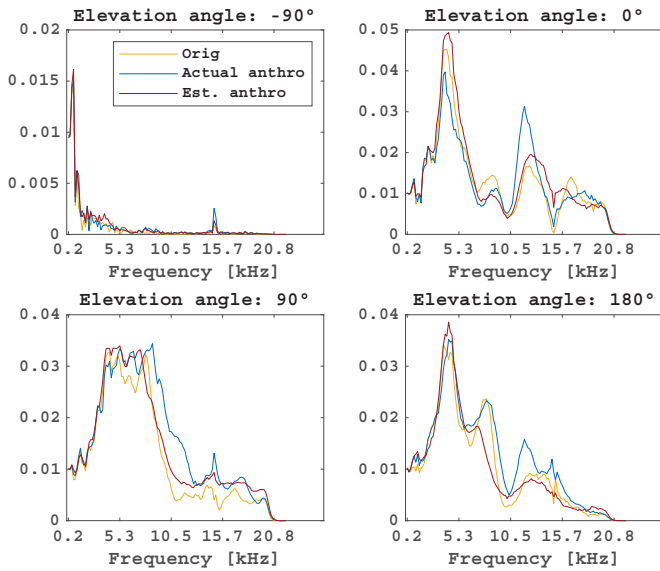 Elevation angle: -90°
0.02
0.015
0.01
0.005
0
Orig
Actual anthro
Est. anthro
0.2 5.3 10.5 15.7 20.8
Frequency [kHz]
Elevation angle: 0°
0.05
0.04
0.03
0.02
0.01
0
0.2 5.3 10.5 15.7 20.8
Frequency [kHz]
Elevation angle: 90°
0.04
0.03
0.02
0.01
0
0.2 5.3 10.5 15.7 20.8
Frequency [kHz]
Elevation angle: 180°
0.04
0.03
0.02
0.01
0
0.2 5.3 10.5 15.7 20.8
Frequency [kHz]